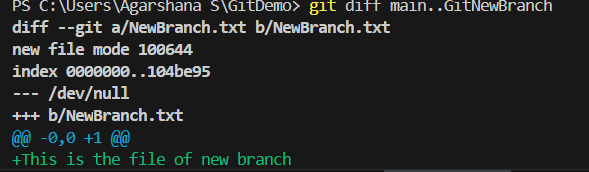 PS C:\Users\Agarshana S\GitDemo> git diff main..GitNewBranch
diff --git a/NewBranch.txt b/NewBranch.txt
new file mode 100644
index 0000000..104be95
--- /dev/null
+++ b/NewBranch.txt
@@ -0,0 +1 @@
+This is the file of new branch